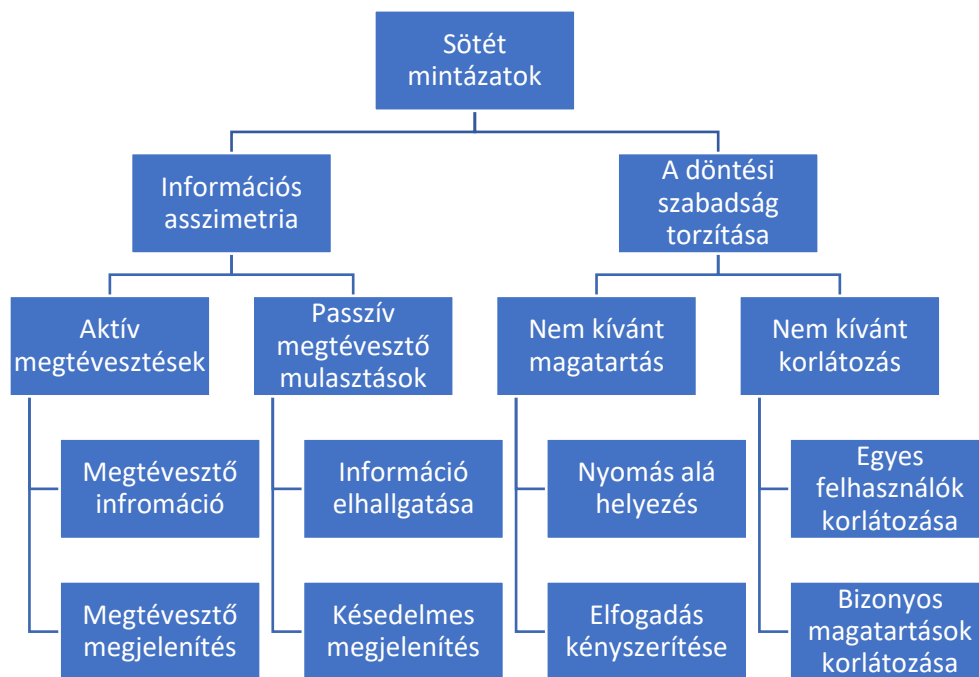 Sötét
mintázatok
Információs
asszimetria
A döntési
szabadság
torzítása
Aktív
megtévesztések
Passzív
megtévesztő
mulasztások
Nem kívánt
magatartás
Nem kívánt
korlátozás
Megtévesztő
infromáció
Információ
elhallgatása
Nyomás alá
helyezés
Egyes
felhasználók
korlátozása
Megtévesztő
megjelenítés
Késedelmes
megjelenítés
Elfogadás
kényszerítése
Bizonyos
magatartások
korlátozása